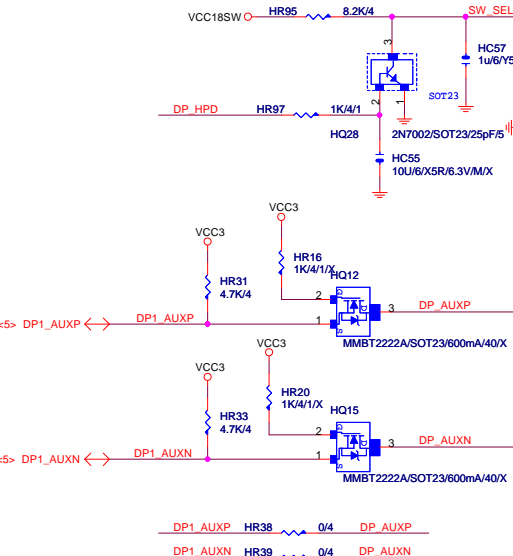 VCC18SW HR95 8.2K/4 SW_SEL
3
HC57
1u/6/Y5
SOT23
2 1
DP_HPD HR97 1K/4/1
HQ28 2N7002/SOT23/25pF/5
HC55
10U/6/X5R/6.3V/M/X
VCC3
VCC3
HR16
1K/4/1/X
HR31
4.7K/4
HQ12
2 G D 3 DP_AUXP
<5> DP1_AUXP DP1_AUXP 1 S
MMBT2222A/SOT23/600mA/40/X
VCC3
VCC3
HR20
1K/4/1/X
HR33
4.7K/4
HQ15
2 G D 3 DP_AUXN
<5> DP1_AUXN DP1_AUXN 1 S
MMBT2222A/SOT23/600mA/40/X
DP1_AUXP HR38 0/4 DP_AUXP
DP1_AUXN HR39 0/4 DP_AUXN